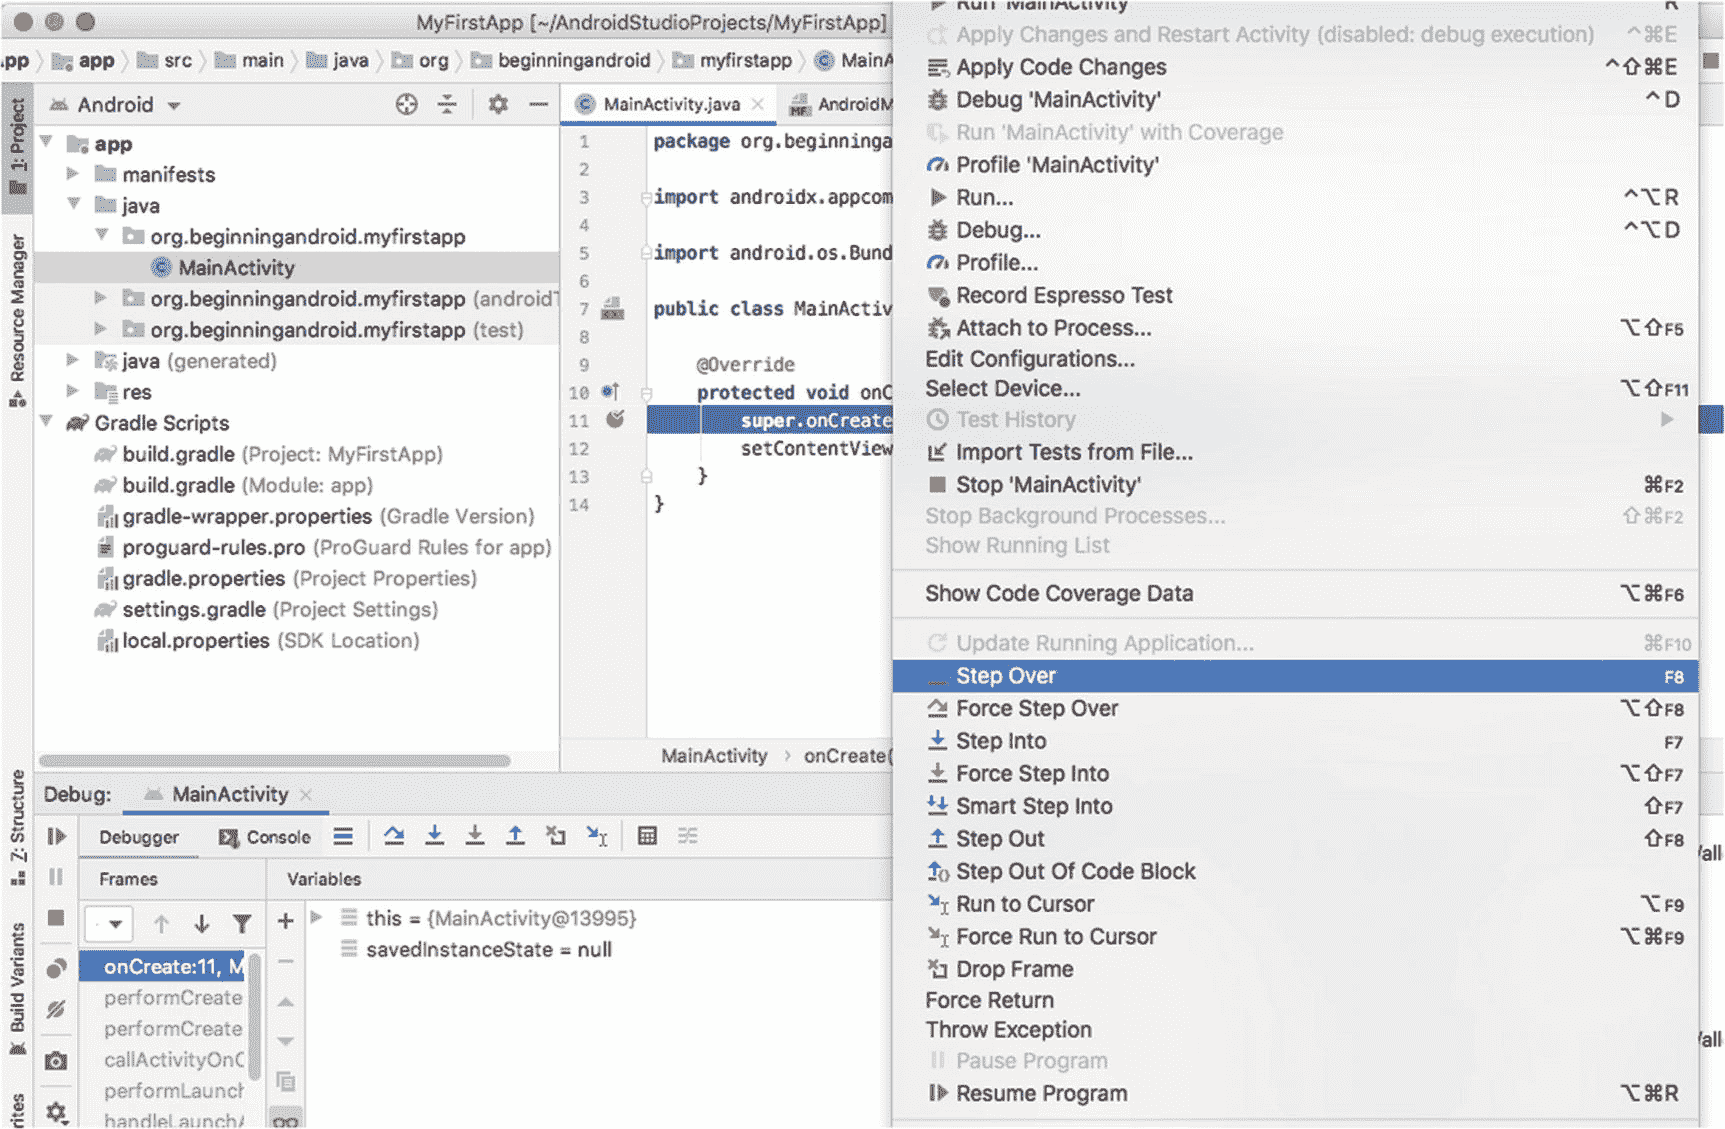 MyFirstApp [~/AndroidStudioProjects/MyFirstApp]
app src main java org beginningandroid myfirstapp MainA
1: Project
Resource Manager
Z: Structure
Build Variants
Android
app
manifests
java
org.beginningandroid.myfirstapp
MainActivity
org.beginningandroid.myfirstapp (androidT
org.beginningandroid.myfirstapp (test)
java (generated)
res
Gradle Scripts
build.gradle (Project: MyFirstApp)
build.gradle (Module: app)
gradle-wrapper.properties (Gradle Version)
proguard-rules.pro (ProGuard Rules for app)
gradle.properties (Project Properties)
settings.gradle (Project Settings)
local.properties (SDK Location)
MainActivity.java AndroidM
1 package org.beginninga
2
3 import androidx.appcom
4
5 import android.os.Bund
6
7 public class MainActiv
8
9 @Override
10 protected void onC
11 super.onCreate
12 setContentView
13 }
14 }
MainActivity › onCreate(
Run 'MainActivity' R
Apply Changes and Restart Activity (disabled: debug execution) ^⌘E
Apply Code Changes ^⇧⌘E
Debug 'MainActivity' ^D
Run 'MainActivity' with Coverage
Profile 'MainActivity'
Run... ^⌥R
Debug... ^⌥D
Profile...
Record Espresso Test
Attach to Process... ⌥⇧F5
Edit Configurations...
Select Device... ⌥⇧F11
Test History
Import Tests from File...
Stop 'MainActivity' ⌘F2
Stop Background Processes... ⇧⌘F2
Show Running List
Show Code Coverage Data ⌥⌘F6
Update Running Application... ⌘F10
Step Over F8
Force Step Over ⌥⇧F8
Step Into F7
Force Step Into ⌥⇧F7
Smart Step Into ⇧F7
Step Out ⇧F8
Step Out Of Code Block
Run to Cursor ⌥F9
Force Run to Cursor ⌥⌘F9
Drop Frame
Force Return
Throw Exception
Pause Program
Resume Program ⌥⌘R
Debug: MainActivity
Debugger Console
Frames Variables
onCreate:11, M
performCreate
performCreate
callActivityOnC
performLaunch
handleLaunchA
this = {MainActivity@13995}
savedInstanceState = null